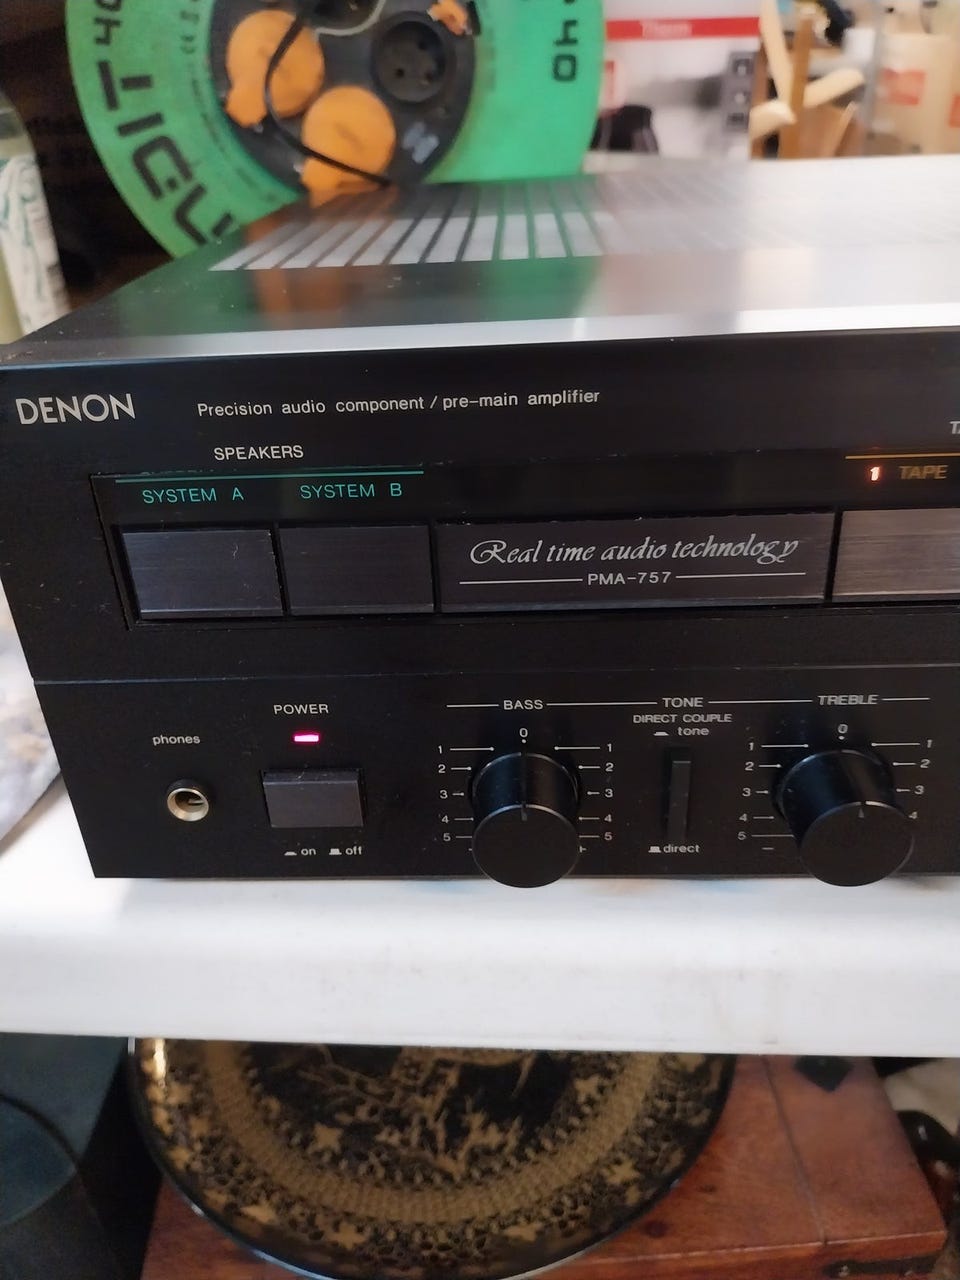 DENON
Precision audio component / pre-main amplifier
SPEAKERS
SYSTEM A
SYSTEM B
1 TAPE
Real time audio technology
PMA-757
POWER
phones
on
off
BASS
0
1 1
2 2
3 3
4 4
5 5
TONE
DIRECT COUPLE
tone
direct
TREBLE
0
1 1
2 2
3 3
4 4
5